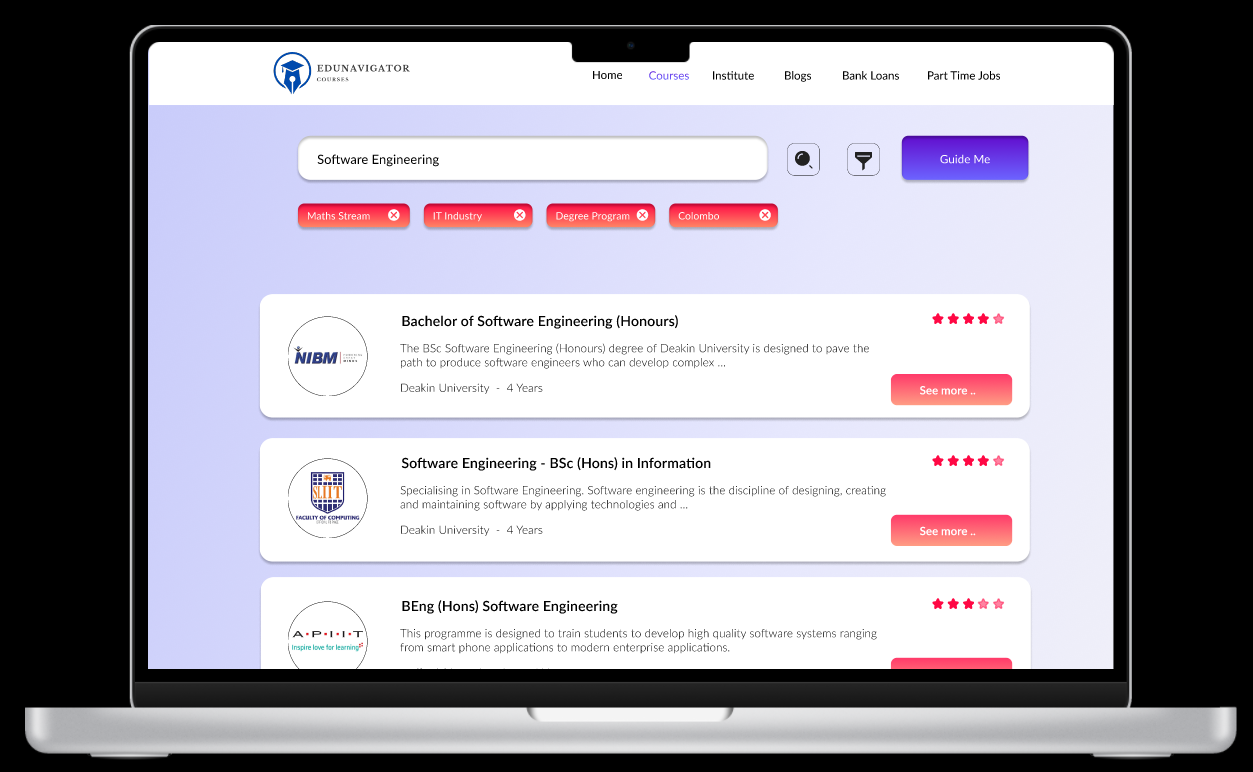 EDUNAVIGATOR
COURSES
Home Courses Institute Blogs Bank Loans Part Time Jobs
Software Engineering
Guide Me
Maths Stream IT Industry Degree Program Colombo
NIBM
Bachelor of Software Engineering (Honours)
The BSc Software Engineering (Honours) degree of Deakin University is designed to pave the
path to produce software engineers who can develop complex ...
Deakin University - 4 Years
See more ..
SLIIT
FACULTY OF COMPUTING
Software Engineering - BSc (Hons) in Information
Specialising in Software Engineering. Software engineering is the discipline of designing, creating
and maintaining software by applying technologies and ...
Deakin University - 4 Years
See more ..
A·P·I·I·T
Inspire love for learning
BEng (Hons) Software Engineering
This programme is designed to train students to develop high quality software systems ranging
from smart phone applications to modern enterprise applications.